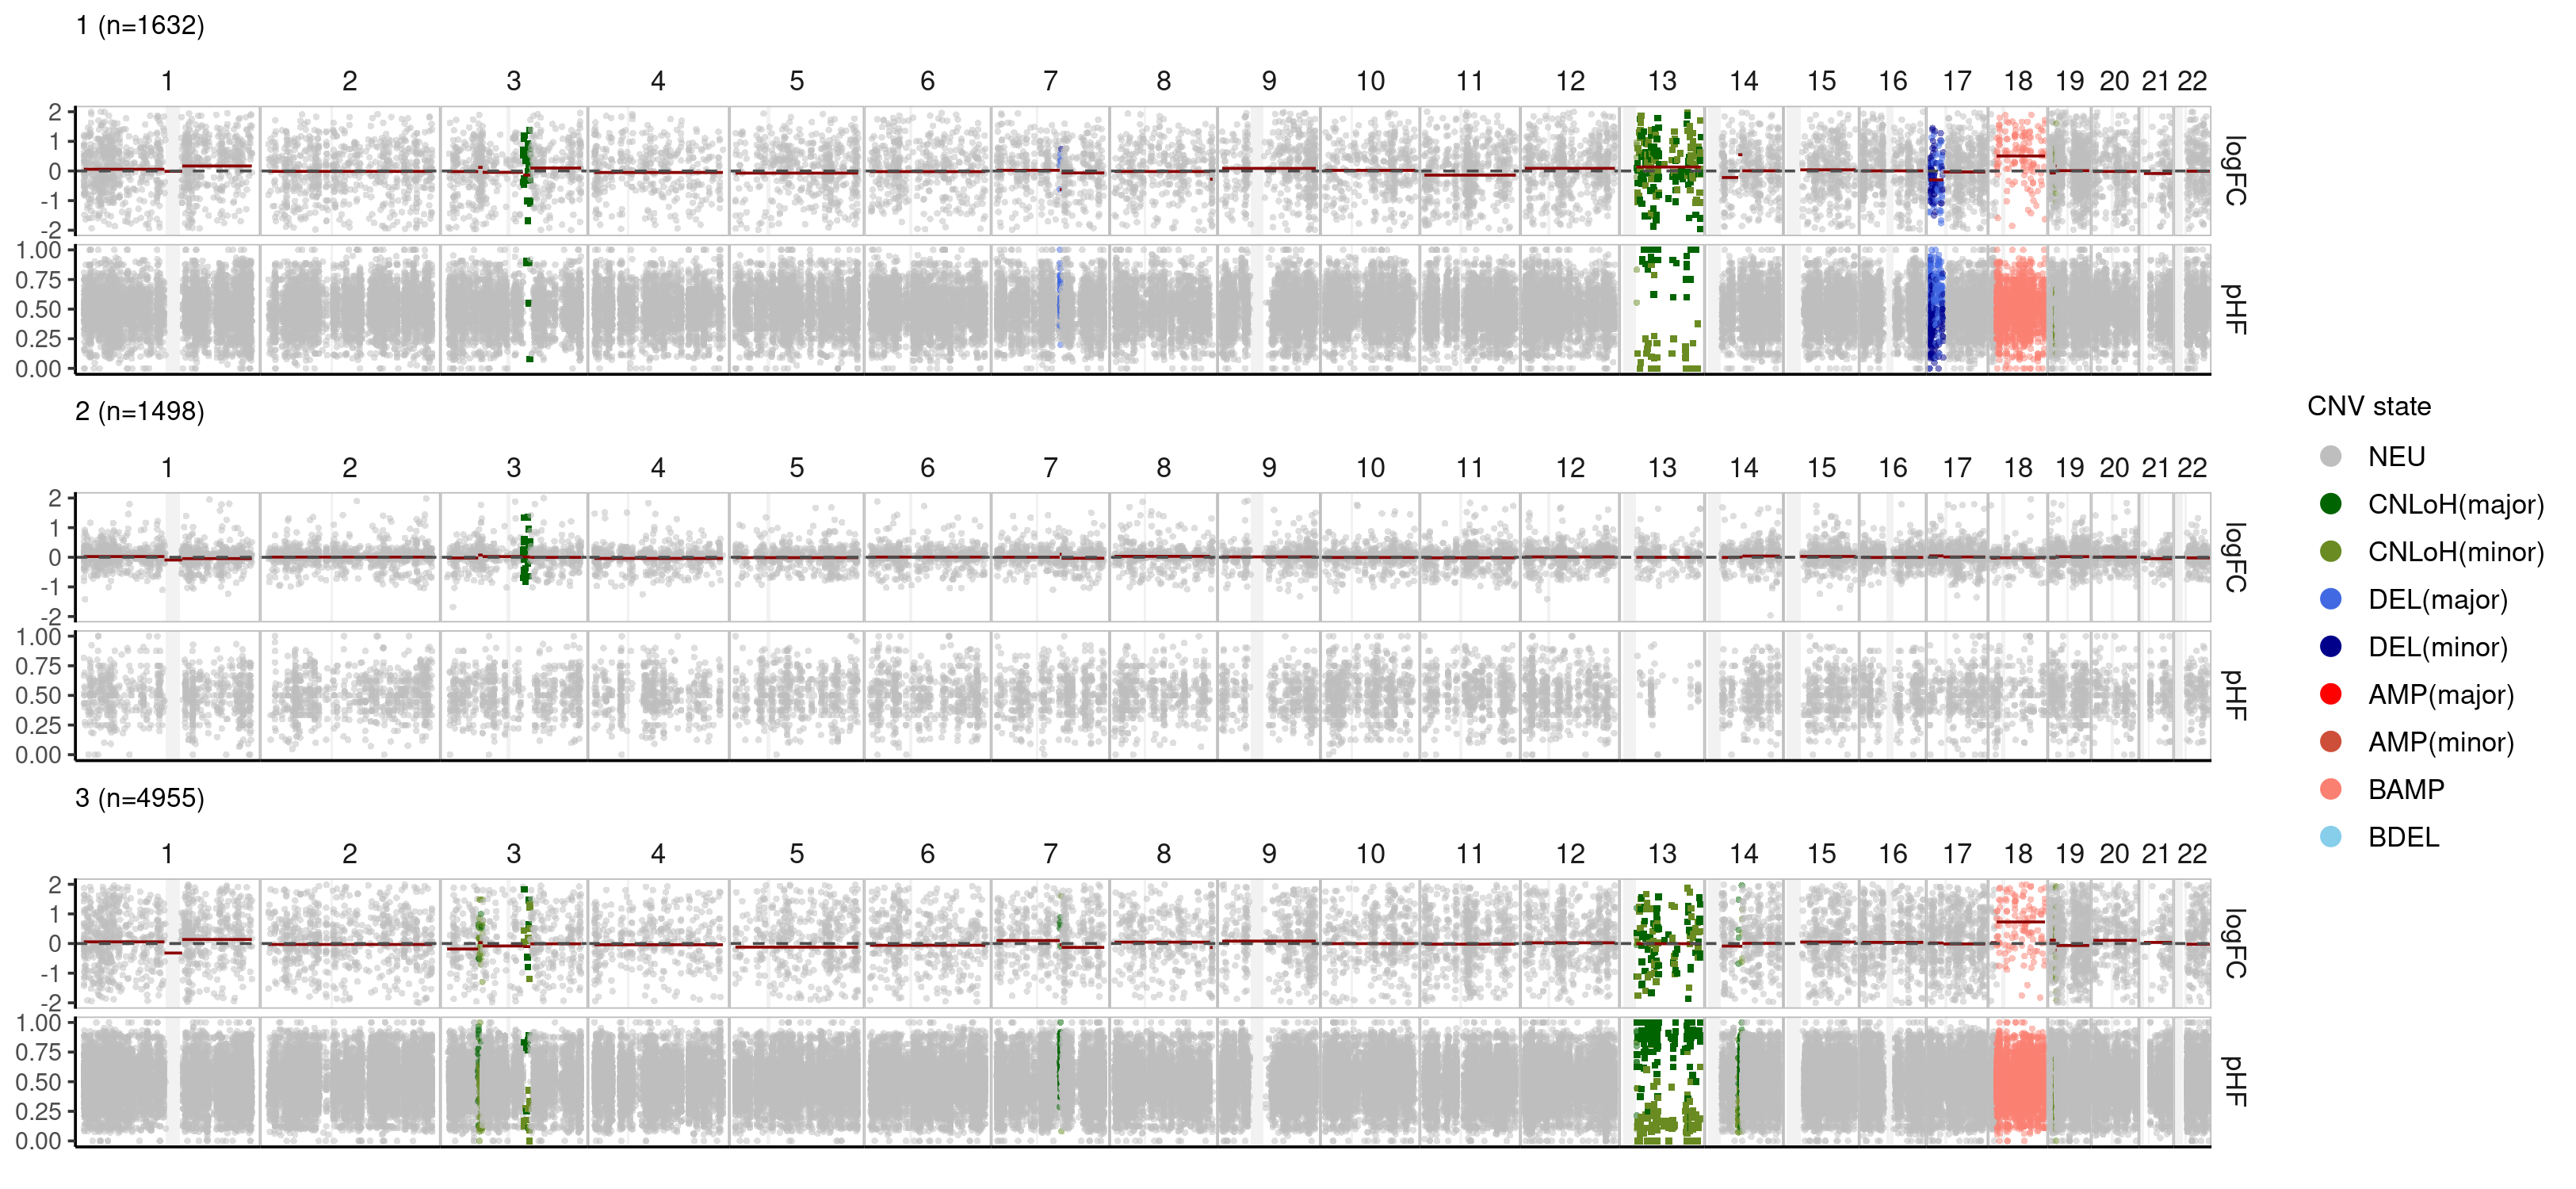 1 (n=1632)
1 2 3 4 5 6 7 8 9 10 11 12 13 14 15 16 17 18 19 20 21 22
2
1
0
-1
-2
logFC
1.00
0.75
0.50
0.25
0.00
pHF
2 (n=1498)
1 2 3 4 5 6 7 8 9 10 11 12 13 14 15 16 17 18 19 20 21 22
2
1
0
-1
-2
logFC
1.00
0.75
0.50
0.25
0.00
pHF
3 (n=4955)
1 2 3 4 5 6 7 8 9 10 11 12 13 14 15 16 17 18 19 20 21 22
2
1
0
-1
-2
logFC
1.00
0.75
0.50
0.25
0.00
pHF
CNV state
NEU
CNLoH(major)
CNLoH(minor)
DEL(major)
DEL(minor)
AMP(major)
AMP(minor)
BAMP
BDEL